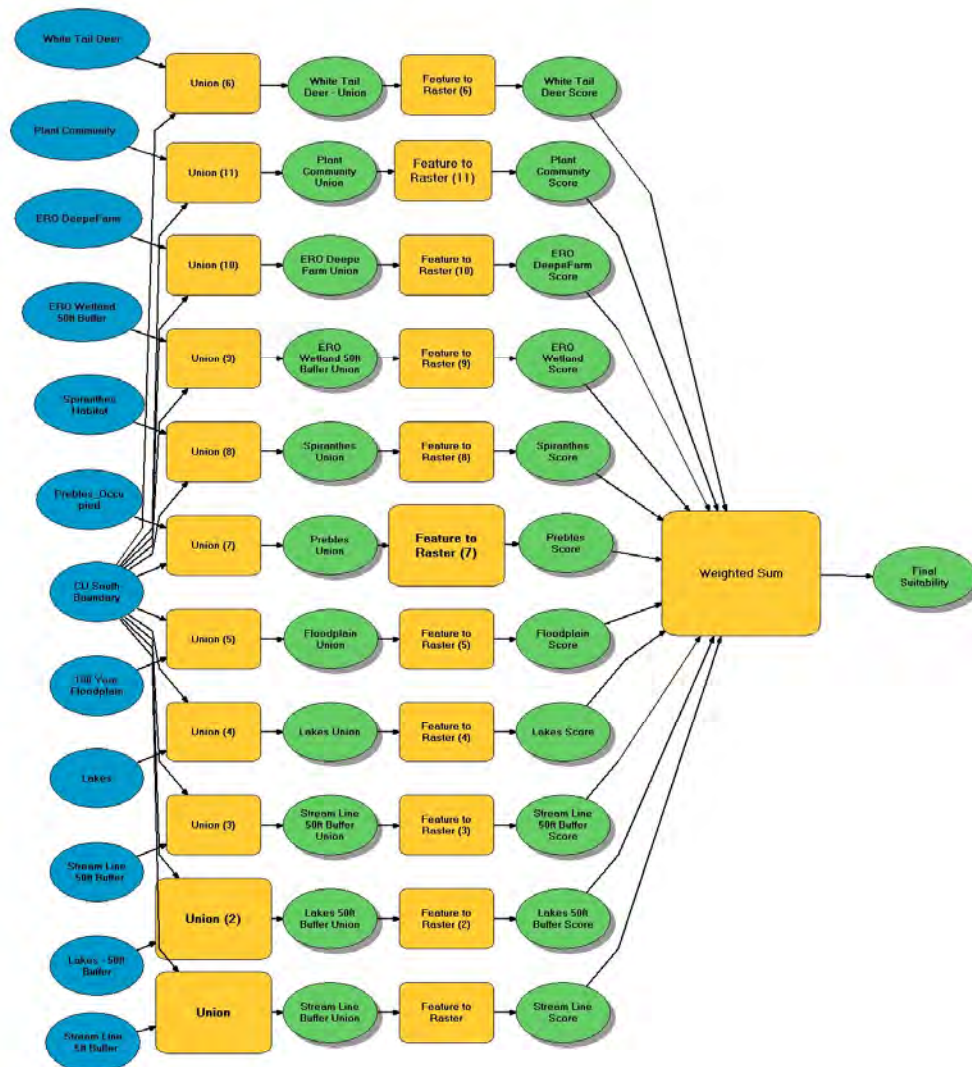 White Tail Deer
Union (6)
White Tail
Deer - Union
Feature to
Raster (6)
White Tail
Deer Score
Plant Community
Union (11)
Plant
Community
Union
Feature to
Raster (11)
Plant
Community
Score
ERO DeepeFarm
Union (10)
ERO Deepe
Farm Union
Feature to
Raster (10)
ERO
DeepeFarm
Score
ERO Wetland
50ft Buffer
Union (9)
ERO
Wetland 50ft
Buffer Union
Feature to
Raster (9)
ERO
Wetland
Score
Spiranthes
Habitat
Union (8)
Spiranthes
Union
Feature to
Raster (8)
Spiranthes
Score
Prebles_Occu
pied
Union (7)
Prebles
Union
Feature to
Raster (7)
Prebles
Score
Weighted Sum
Final
Suitability
CU South
Boundary
Union (5)
Floodplain
Union
Feature to
Raster (5)
Floodplain
Score
Year
Floodplain
Union (4)
Lakes Union
Feature to
Raster (4)
Lakes Score
Lakes
Union (3)
Stream Line
50ft Buffer
Union
Feature to
Raster (3)
Stream Line
50ft Buffer
Score
Stream Line
50ft Buffer
Union (2)
Lakes 50ft
Buffer Union
Feature to
Raster (2)
Lakes 50ft
Buffer Score
Lakes - 50ft
Buffer
Union
Stream Line
Buffer Union
Feature to
Raster
Stream Line
Score
Stream Line
5ft Buffer